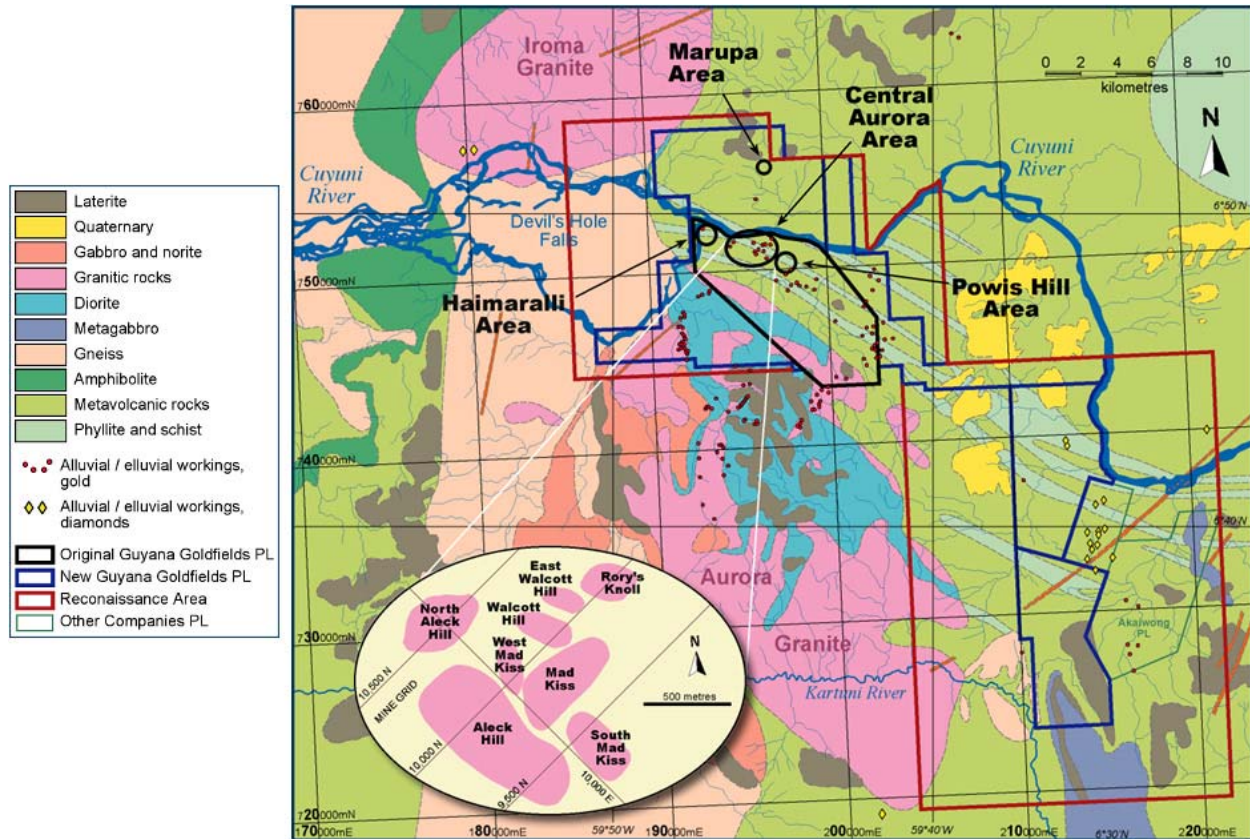 Laterite
Quaternary
Gabbro and norite
Granitic rocks
Diorite
Metagabbro
Gneiss
Amphibolite
Metavolcanic rocks
Phyllite and schist
Alluvial / elluvial workings,
gold
Alluvial / elluvial workings,
diamonds
Original Guyana Goldfields PL
New Guyana Goldfields PL
Reconaissance Area
Other Companies PL
Iroma
Granite
Marupa
Area
Central
Aurora
Area
0 2 4 6 8 10
kilometres
N
760000mN
Cuyuni
River
Cuyuni
River
Devil's Hole
Falls
6°50'N
750000mN
Haimaralli
Area
Powis Hill
Area
740000mN
6°40'N
Aurora
Granite
Akaiwong
PL
Kartuni River
730000mN
East
Walcott
Hill
Rory's
Knoll
North
Aleck
Hill
Walcott
Hill
West
Mad
Kiss
Mad
Kiss
N
500 metres
10,500 N
MINE GRID
Aleck
Hill
South
Mad
Kiss
10,000 N
9,500 N
10,000 E
720000mN
170000mE
180000mE
59°50'W
190000mE
200000mE
59°40'W
210000mE
6°30'N
220000mE